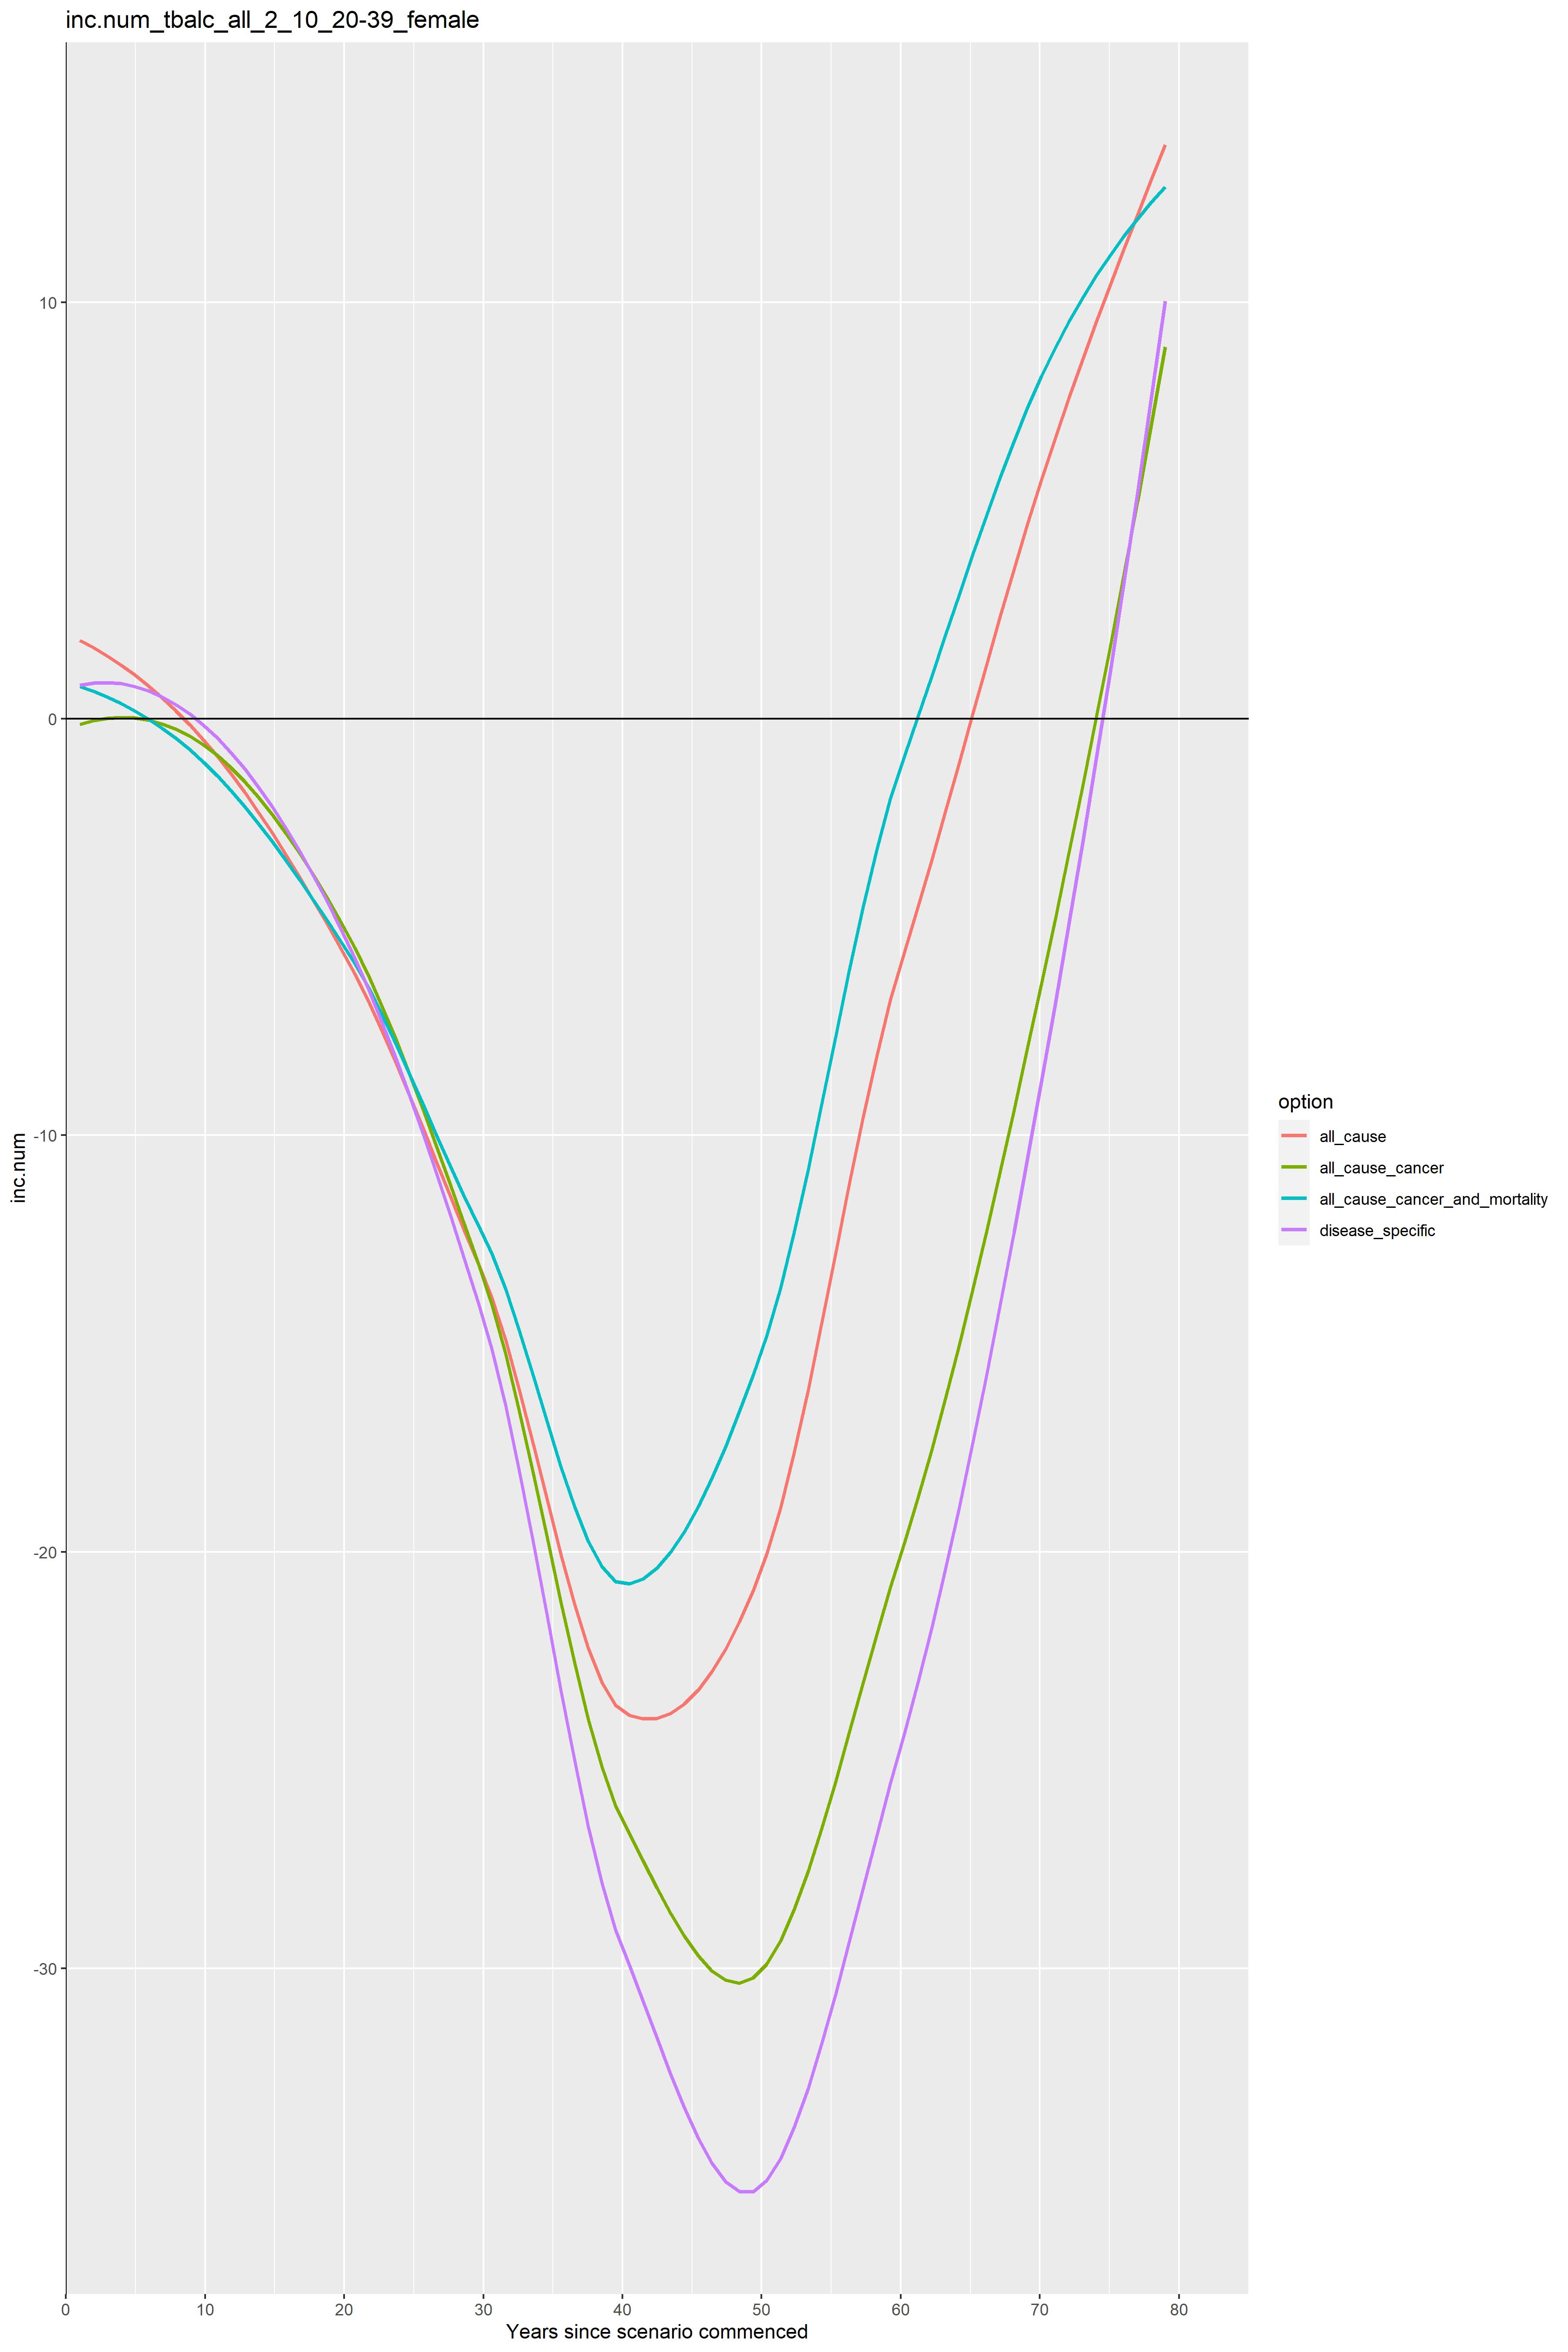 inc.num_tbalc_all_2_10_20-39_female
10
0
-10
-20
-30
inc.num
0 10 20 30 40 50 60 70 80
Years since scenario commenced
option
all_cause
all_cause_cancer
all_cause_cancer_and_mortality
disease_specific